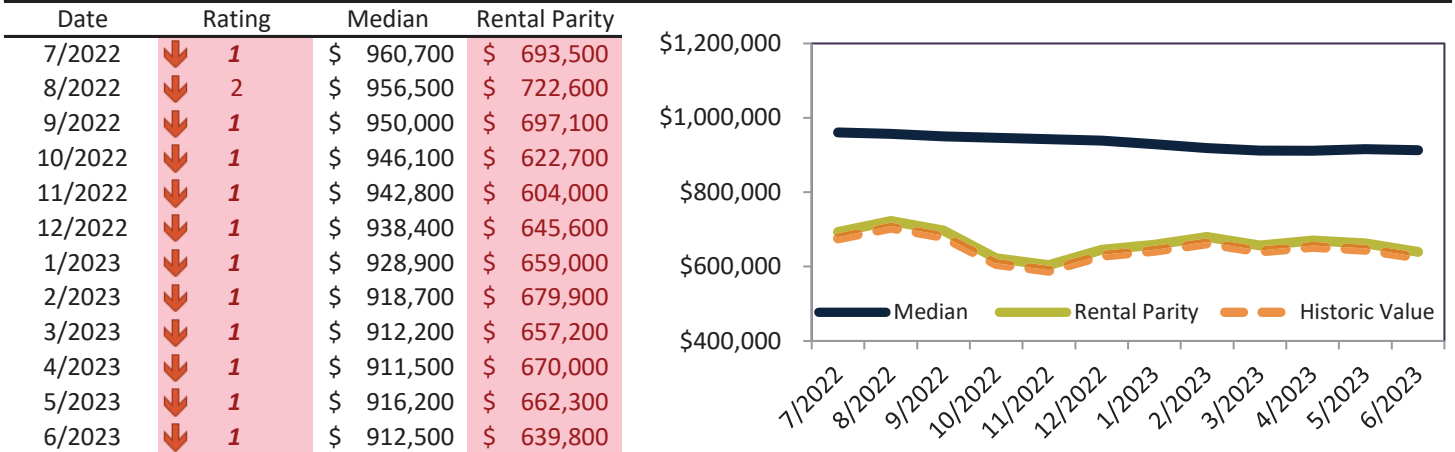 Date Rating Median Rental Parity
7/2022 1 $ 960,700 $ 693,500
8/2022 2 $ 956,500 $ 722,600
9/2022 1 $ 950,000 $ 697,100
10/2022 1 $ 946,100 $ 622,700
11/2022 1 $ 942,800 $ 604,000
12/2022 1 $ 938,400 $ 645,600
1/2023 1 $ 928,900 $ 659,000
2/2023 1 $ 918,700 $ 679,900
3/2023 1 $ 912,200 $ 657,200
4/2023 1 $ 911,500 $ 670,000
5/2023 1 $ 916,200 $ 662,300
6/2023 1 $ 912,500 $ 639,800
$1,200,000
$1,000,000
$800,000
$600,000
$400,000
Median Rental Parity Historic Value
7/2022 8/2022 9/2022 10/2022 11/2022 12/2022 1/2023 2/2023 3/2023 4/2023 5/2023 6/2023